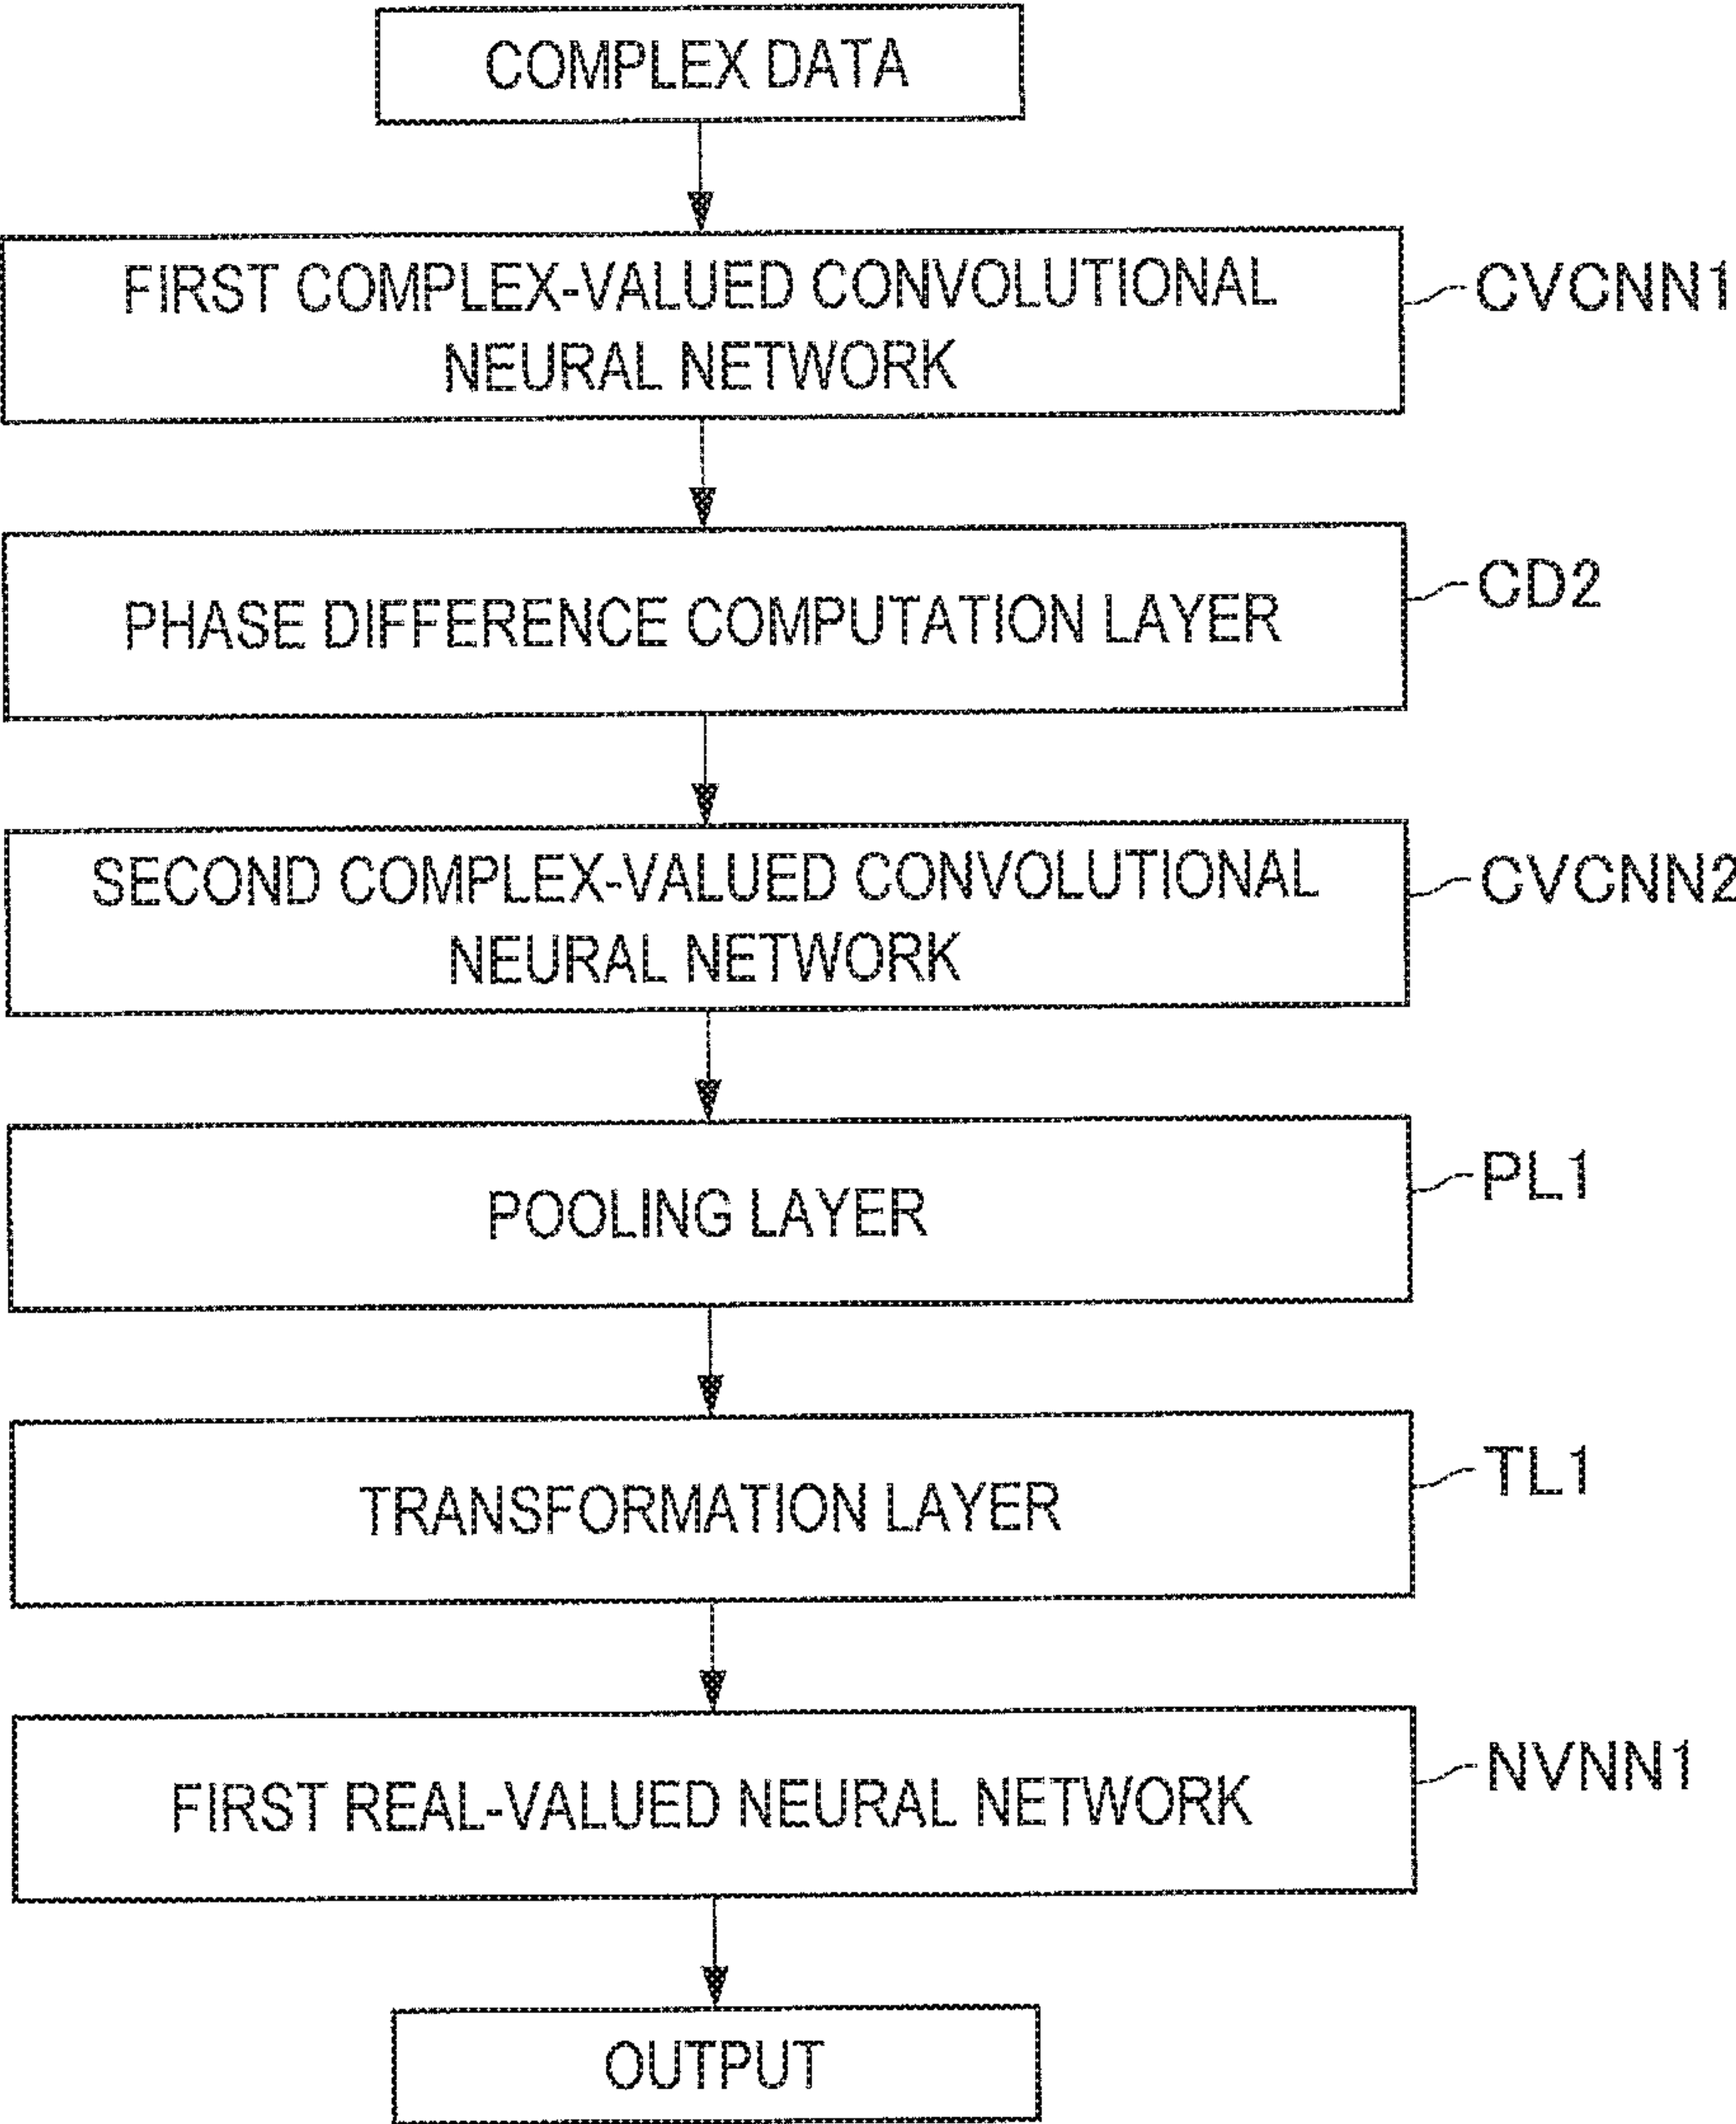 COMPLEX DATA
FIRST COMPLEX-VALUED CONVOLUTIONAL
NEURAL NETWORK
CVCNN1
PHASE DIFFERENCE COMPUTATION LAYER
CD2
SECOND COMPLEX-VALUED CONVOLUTIONAL
NEURAL NETWORK
CVCNN2
POOLING LAYER
PL1
TRANSFORMATION LAYER
TL1
FIRST REAL-VALUED NEURAL NETWORK
NVNN1
OUTPUT